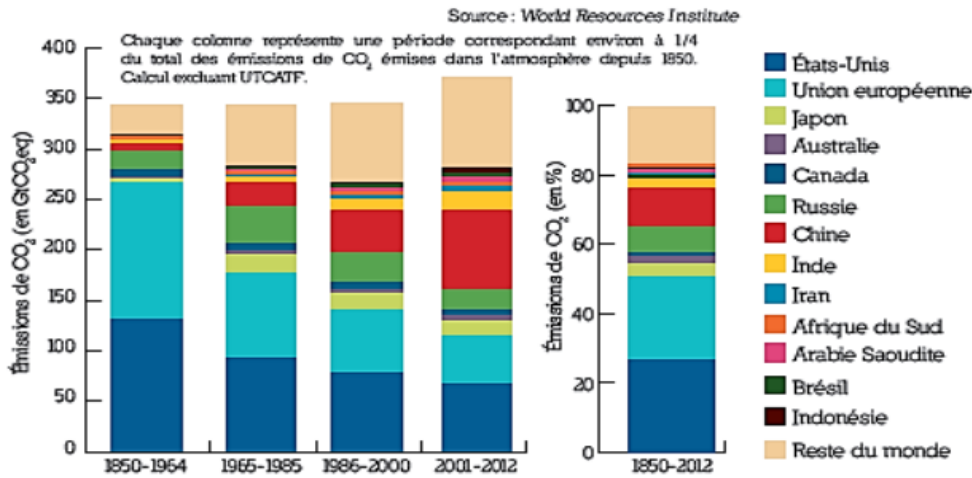 Source : World Resources Institute
Chaque colonne représente une période correspondant environ à 1/4
du total des émissions de CO₂ émises dans l'atmosphère depuis 1850.
Calcul excluant UTCATF.
Émissions de CO₂ (en GtCO₂eq)
400
350
300
250
200
150
100
50
0
1850-1964
1965-1985
1986-2000
2001-2012
Émissions de CO₂ (en %)
100
80
60
40
20
0
1850-2012
États-Unis
Union européenne
Japon
Australie
Canada
Russie
Chine
Inde
Iran
Afrique du Sud
Arabie Saoudite
Brésil
Indonésie
Reste du monde